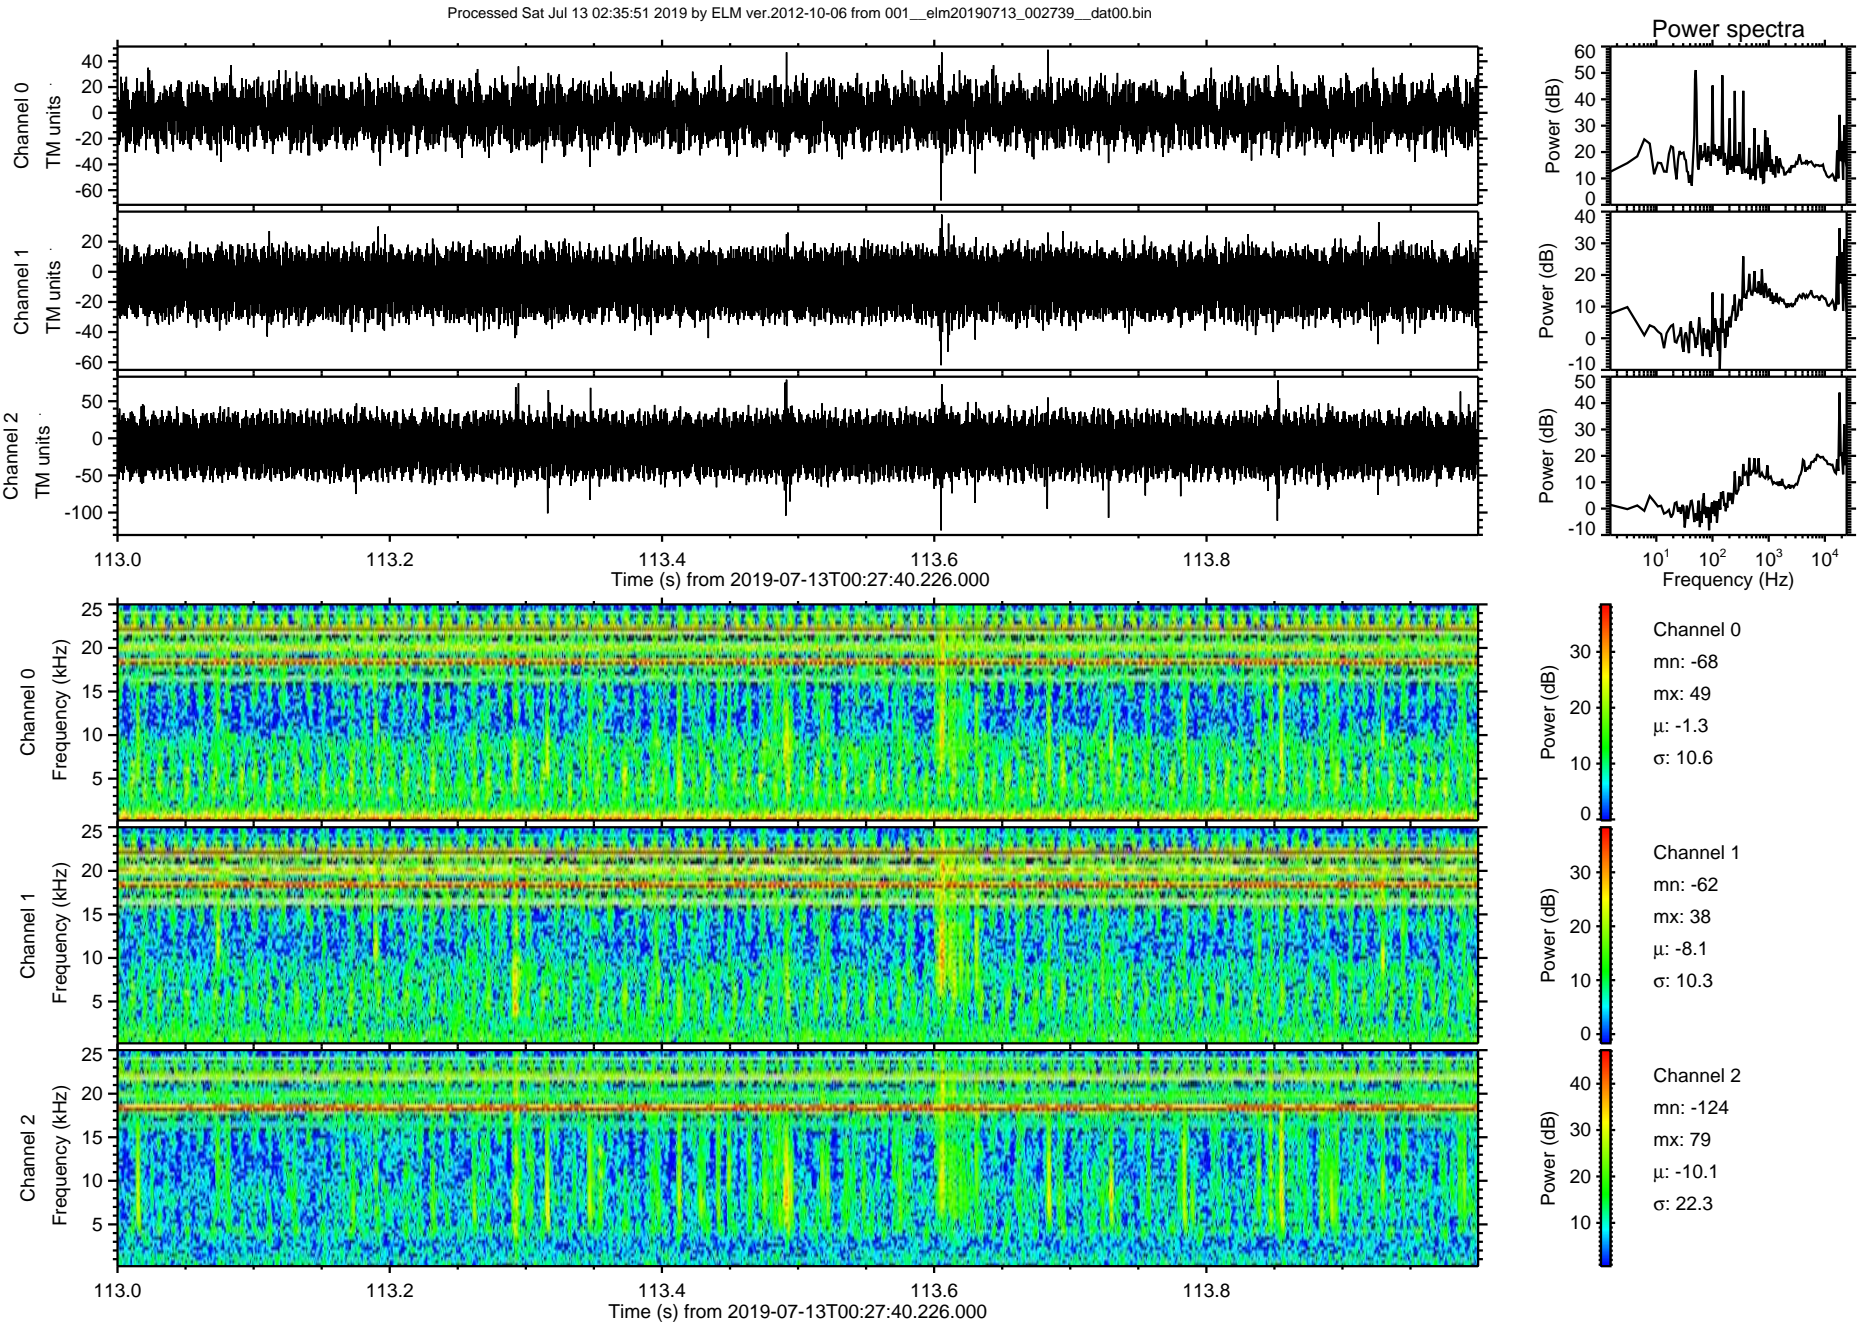 Processed Sat Jul 13 02:35:51 2019 by ELM ver.2012-10-06 from 001__elm20190713_002739__dat00.bin
Power spectra
Channel 0
TM units
40
20
0
-20
-40
-60
Power (dB)
60
50
40
30
20
10
0
Channel 1
TM units
20
0
-20
-40
-60
Power (dB)
40
30
20
10
0
-10
Channel 2
TM units
50
0
-50
-100
Power (dB)
50
40
30
20
10
0
-10
113.0 113.2 113.4 113.6 113.8
Time (s) from 2019-07-13T00:27:40.226.000
10^1 10^2 10^3 10^4
Frequency (Hz)
Channel 0
Frequency (kHz)
25
20
15
10
5
Power (dB)
30
20
10
0
Channel 0
mn: -68
mx: 49
μ: -1.3
σ: 10.6
Channel 1
Frequency (kHz)
25
20
15
10
5
Power (dB)
30
20
10
0
Channel 1
mn: -62
mx: 38
μ: -8.1
σ: 10.3
Channel 2
Frequency (kHz)
25
20
15
10
5
Power (dB)
40
30
20
10
Channel 2
mn: -124
mx: 79
μ: -10.1
σ: 22.3
113.0 113.2 113.4 113.6 113.8
Time (s) from 2019-07-13T00:27:40.226.000